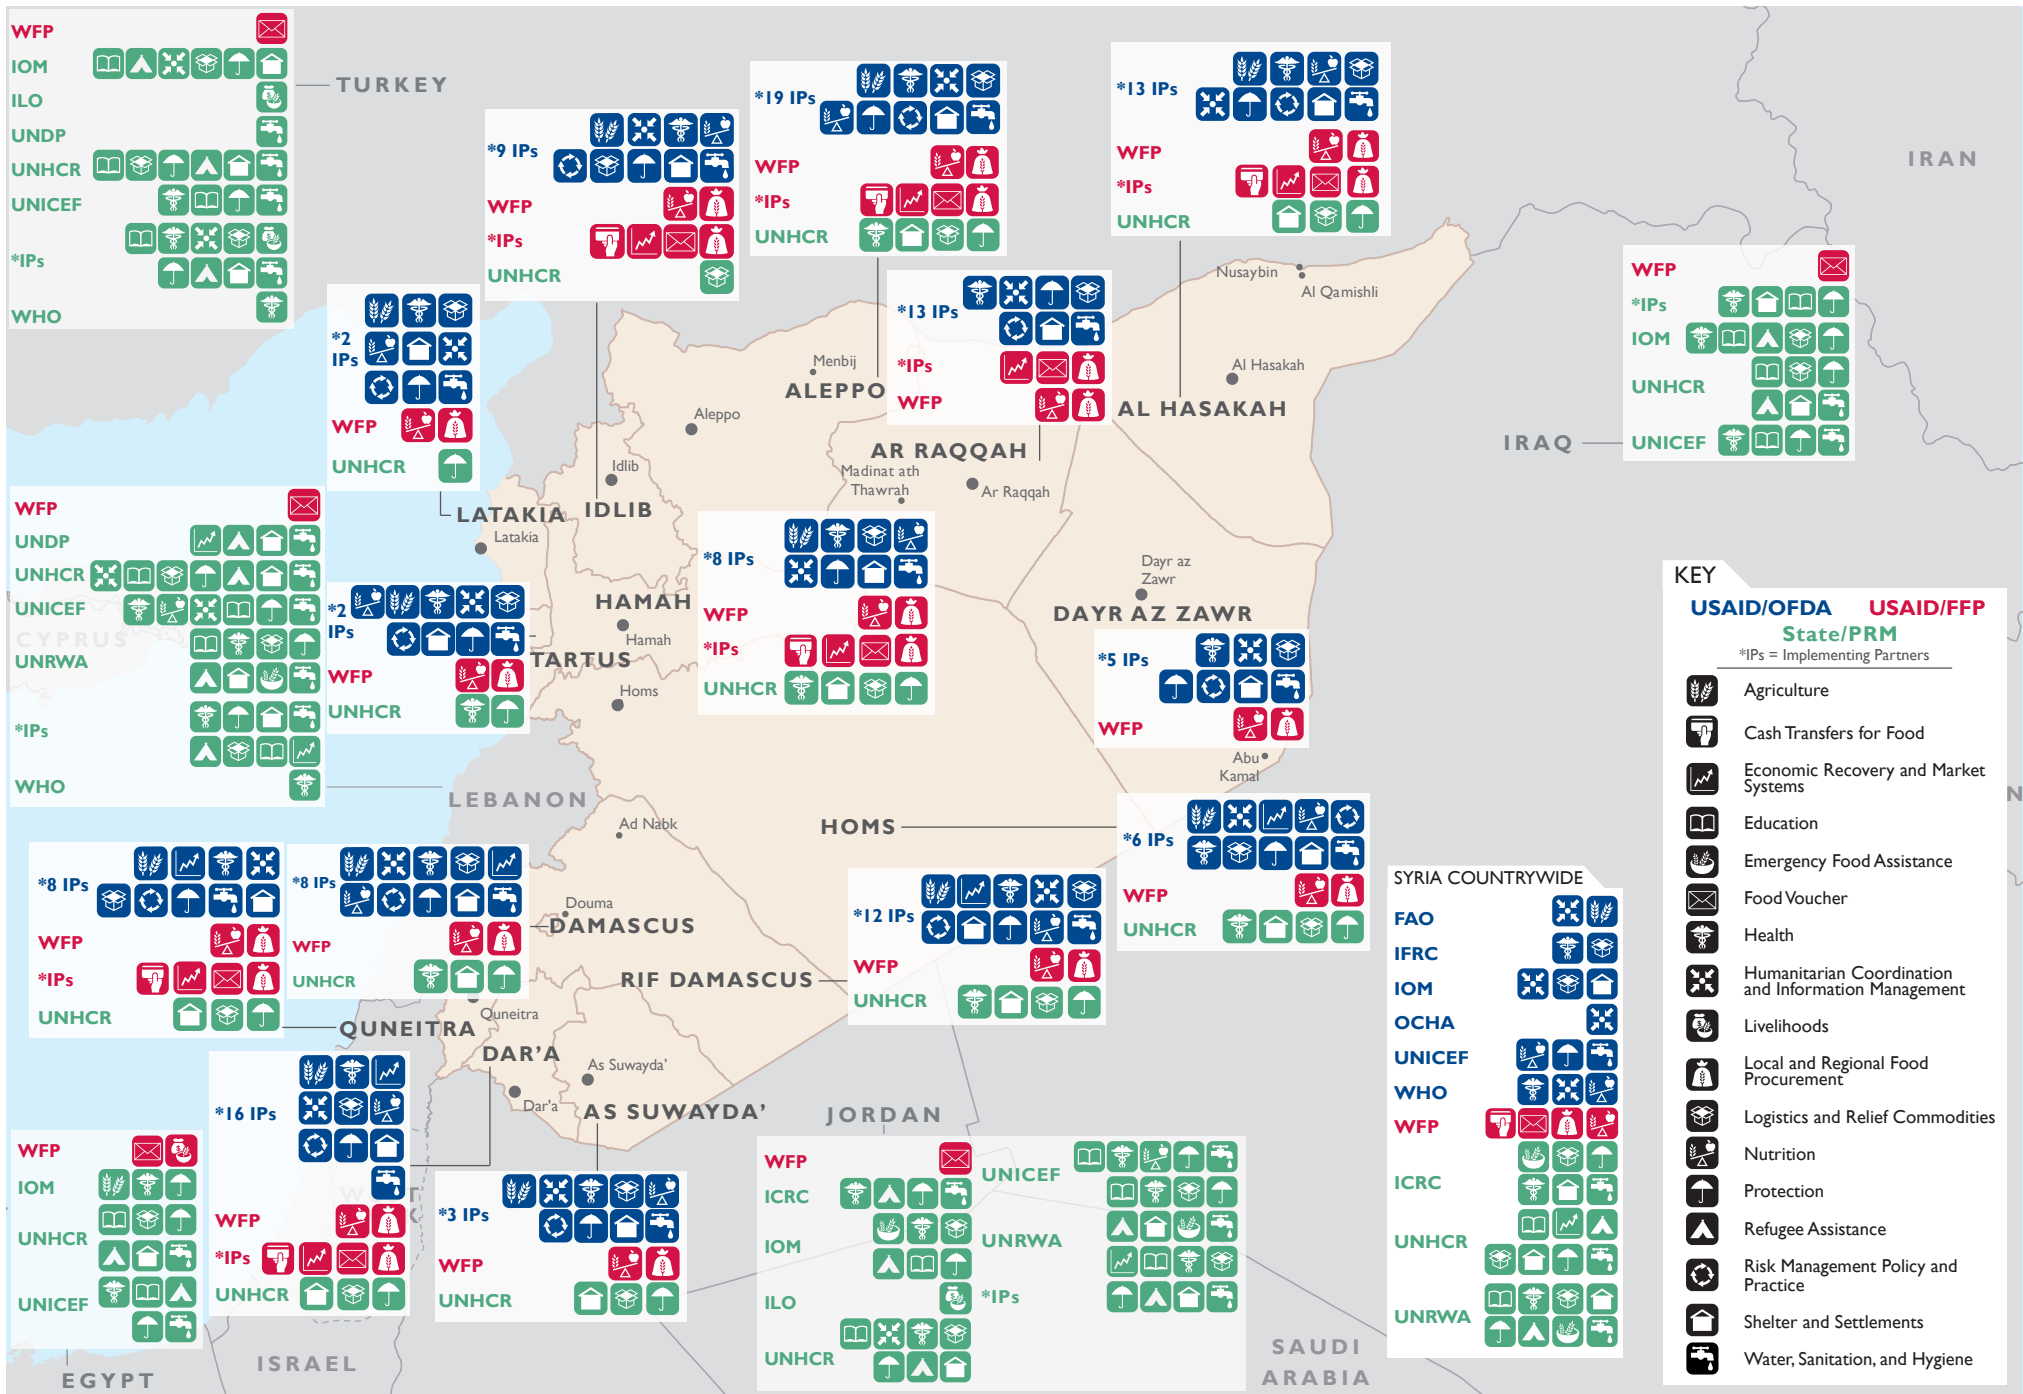 WFP
IOM
ILO
UNDP
UNHCR
UNICEF
*IPs
WHO
TURKEY
*9 IPs
WFP
*IPs
UNHCR
*19 IPs
WFP
*IPs
UNHCR
*13 IPs
WFP
*IPs
UNHCR
IRAN
*2
IPs
WFP
UNHCR
*13 IPs
*IPs
WFP
Nusaybin
Al Qamishli
WFP
*IPs
IOM
UNHCR
UNICEF
IRAQ
Menbij
ALEPPO
Aleppo
Al Hasakah
AL HASAKAH
AR RAQQAH
Madinat ath
Thawrah
Ar Raqqah
Idlib
IDLIB
LATAKIA
Latakia
WFP
UNDP
UNHCR
UNICEF
CYPRUS
UNRWA
*IPs
WHO
LEBANON
*2
IPs
WFP
UNHCR
TARTUS
HAMAH
Hamah
Homs
*8 IPs
WFP
*IPs
UNHCR
Dayr az
Zawr
DAYR AZ ZAWR
*5 IPs
WFP
Abu
Kamal
KEY
USAID/OFDA
USAID/FFP
State/PRM
*IPs = Implementing Partners
Agriculture
Cash Transfers for Food
Economic Recovery and Market
Systems
Education
Emergency Food Assistance
Food Voucher
Health
Humanitarian Coordination
and Information Management
Livelihoods
Local and Regional Food
Procurement
Logistics and Relief Commodities
Nutrition
Protection
Refugee Assistance
Risk Management Policy and
Practice
Shelter and Settlements
Water, Sanitation, and Hygiene
N
Ad Nabk
HOMS
*6 IPs
WFP
UNHCR
*8 IPs
WFP
*IPs
UNHCR
*8 IPs
WFP
UNHCR
Douma
DAMASCUS
RIF DAMASCUS
*12 IPs
WFP
UNHCR
SYRIA COUNTRYWIDE
FAO
IFRC
IOM
OCHA
UNICEF
WHO
WFP
ICRC
UNHCR
UNRWA
QUNEITRA
Quneitra
DAR'A
Dar'a
As Suwayda'
AS SUWAYDA'
*16 IPs
WFP
*IPs
UNHCR
WFP
IOM
UNHCR
UNICEF
EGYPT
ISRAEL
*3 IPs
WFP
UNHCR
JORDAN
WFP
ICRC
IOM
ILO
UNHCR
UNICEF
UNRWA
*IPs
SAUDI
ARABIA